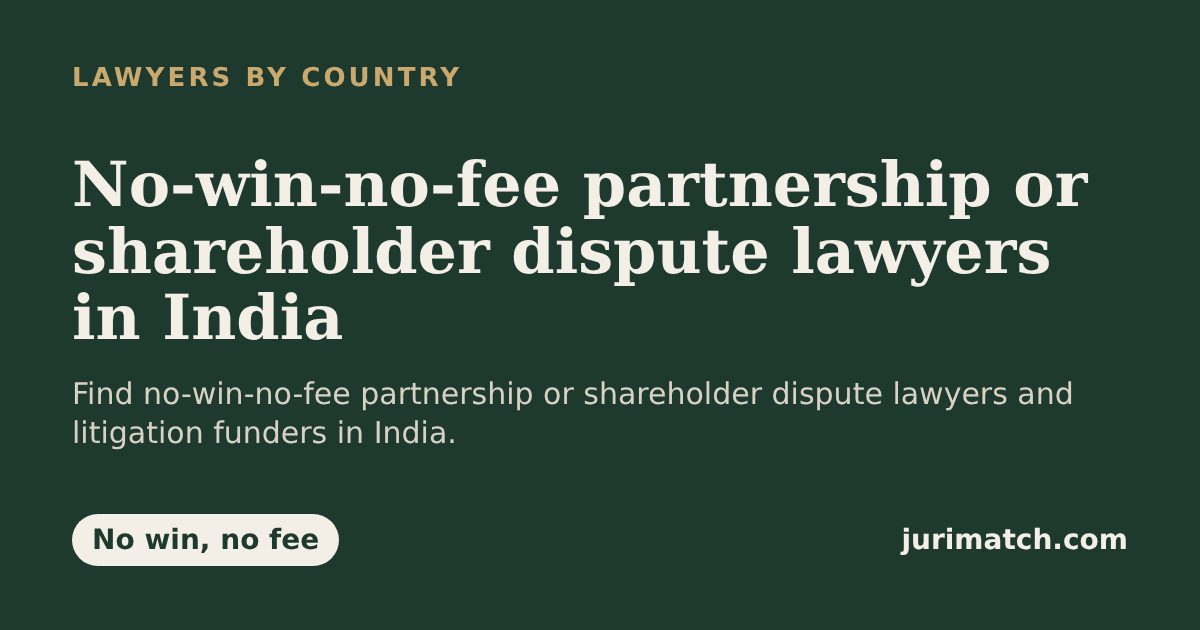 LAWYERS BY COUNTRY
No-win-no-fee partnership or
shareholder dispute lawyers
in India
Find no-win-no-fee partnership or shareholder dispute lawyers and
litigation funders in India.
No win, no fee
jurimatch.com